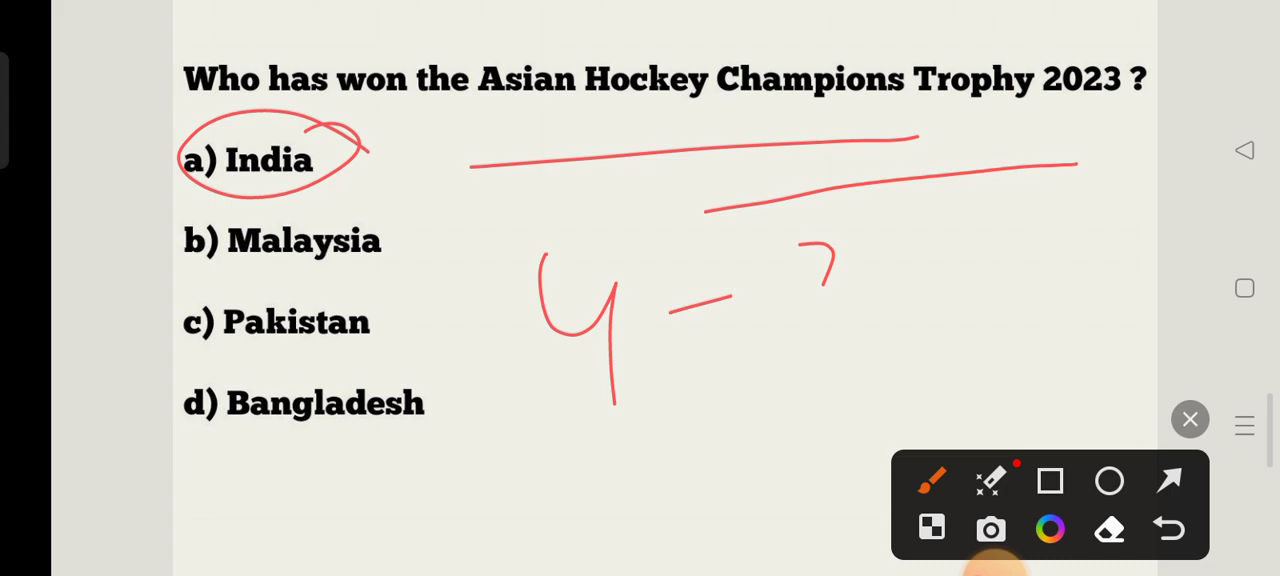 Who has won the Asian Hockey Champions Trophy 2023 ?
a) India
b) Malaysia
c) Pakistan
d) Bangladesh
4 –